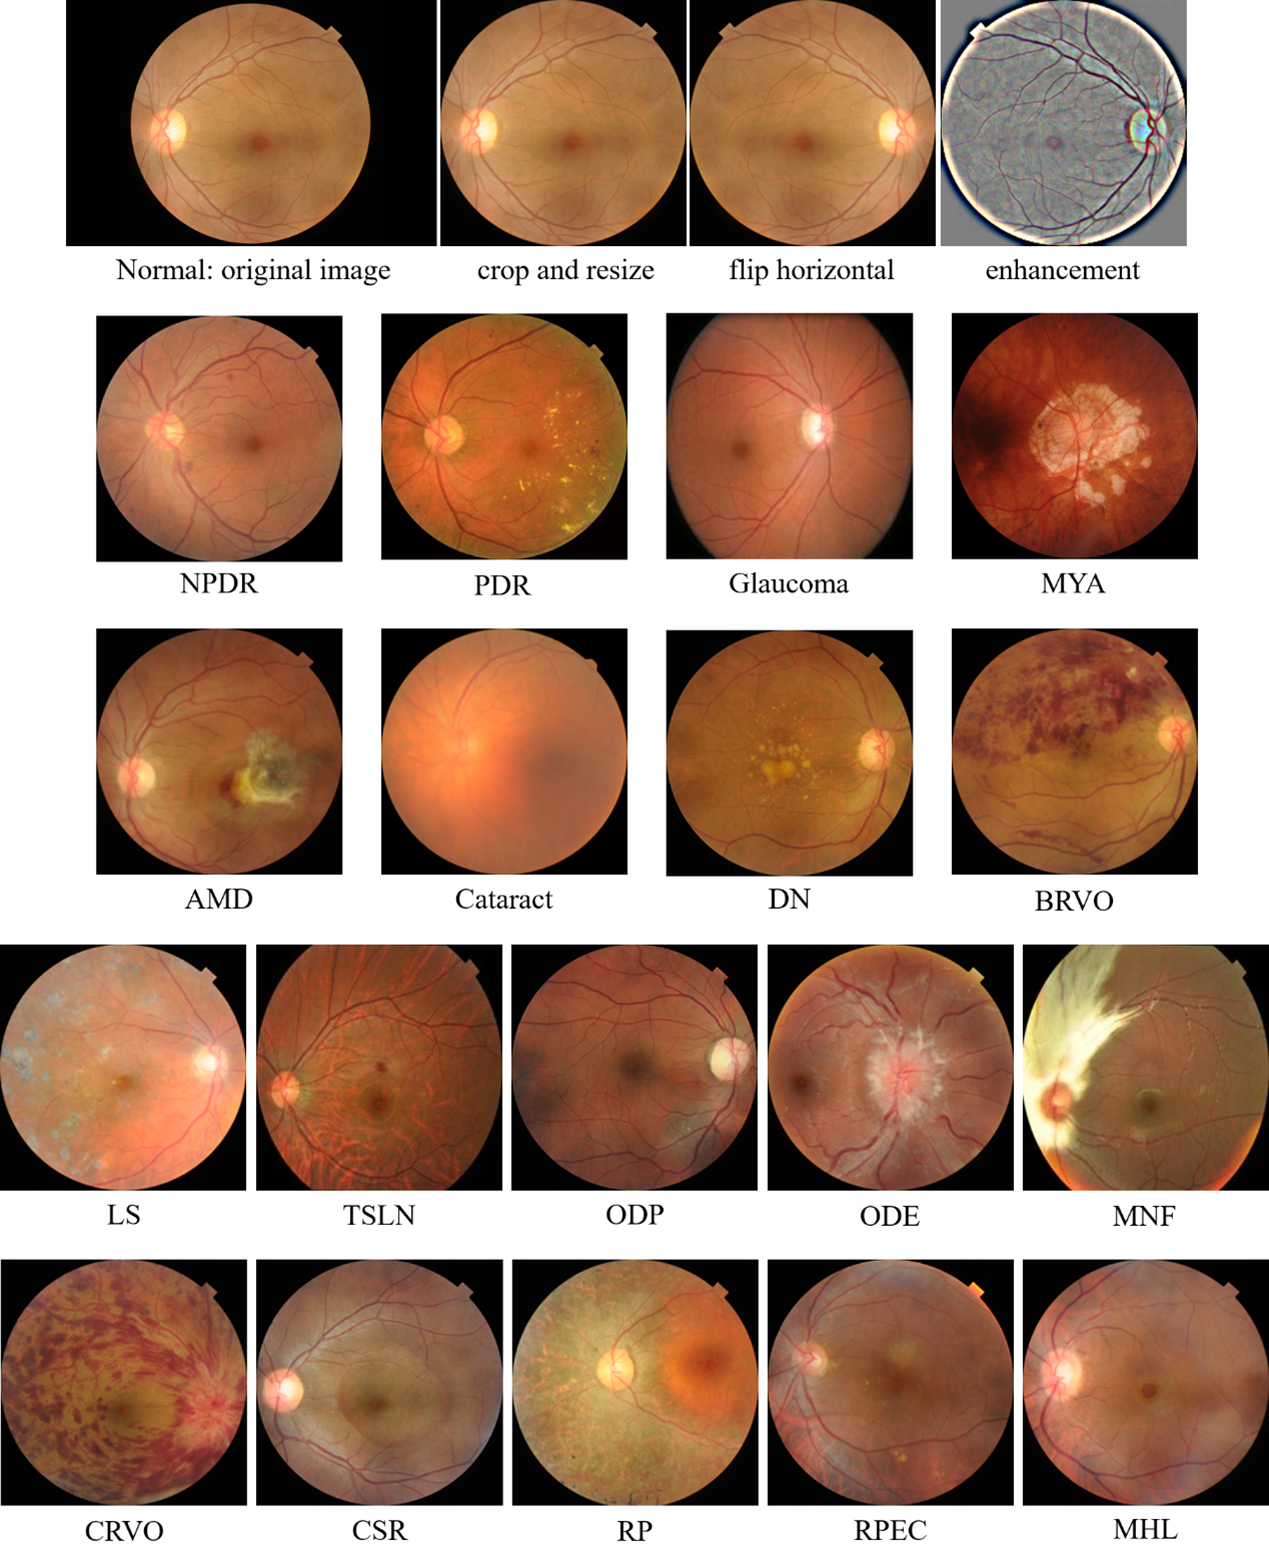 Normal: original image
crop and resize
flip horizontal
enhancement
NPDR
PDR
Glaucoma
MYA
AMD
Cataract
DN
BRVO
LS
TSLN
ODP
ODE
MNF
CRVO
CSR
RP
RPEC
MHL